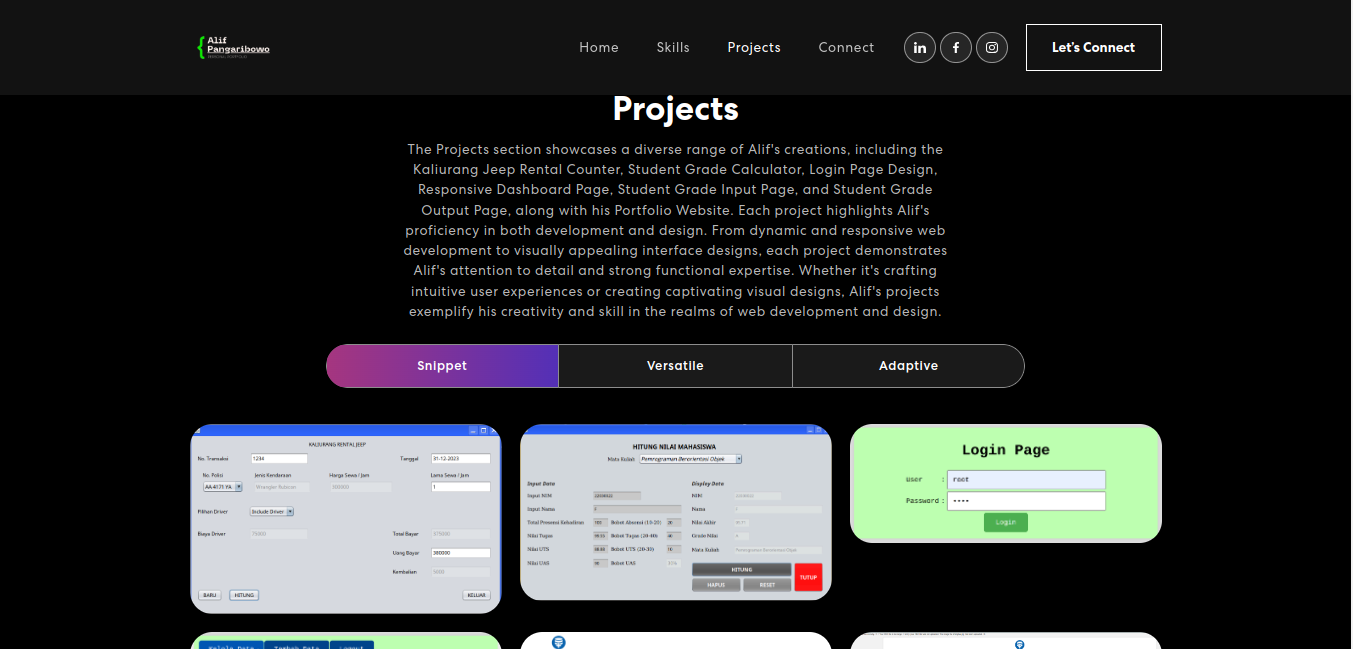 Alif
Pangaribowo
Home
Skills
Projects
Connect
Let's Connect
Projects
The Projects section showcases a diverse range of Alif's creations, including the
Kaliurang Jeep Rental Counter, Student Grade Calculator, Login Page Design,
Responsive Dashboard Page, Student Grade Input Page, and Student Grade
Output Page, along with his Portfolio Website. Each project highlights Alif's
proficiency in both development and design. From dynamic and responsive web
development to visually appealing interface designs, each project demonstrates
Alif's attention to detail and strong functional expertise. Whether it's crafting
intuitive user experiences or creating captivating visual designs, Alif's projects
exemplify his creativity and skill in the realms of web development and design.
Snippet
Versatile
Adaptive
KALIURANG RENTAL JEEP
No. Transaksi 1234 Tanggal 31-12-2023
No. Polisi Jenis Kendaraan Harga Sewa / Jam Lama Sewa / Jam
AA 4171 YA Wrangler Rubicon 300000 1
Pilihan Driver Include Driver
Biaya Driver 75000 Total Bayar 375000
Uang Bayar 380000
Kembalian 5000
BARU HITUNG KELUAR
HITUNG NILAI MAHASISWA
Mata Kuliah Pemrograman Berorientasi Objek
Input Data Display Data
Input NIM NIM
Input Nama Nama
Total Presensi Kehadiran Bobot Absensi (15-25) 20 Nilai Akhir
Nilai Tugas Bobot Tugas (20-40) 40 Grade Nilai
Nilai UTS Bobot UTS (20-35) 10 Mata Kuliah Pemrograman Berorientasi Objek
Nilai UAS Bobot UAS
HITUNG
HAPUS RESET
TUTUP
Login Page
User : root
Password : ••••
Login
Kelola Data Tambah Data Logout